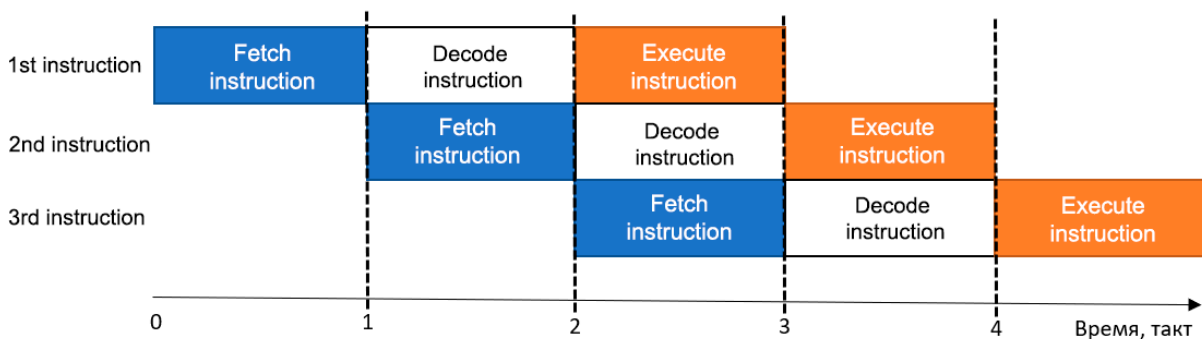 1st instruction
Fetch
instruction
Decode
instruction
Execute
instruction
2nd instruction
Fetch
instruction
Decode
instruction
Execute
instruction
3rd instruction
Fetch
instruction
Decode
instruction
Execute
instruction
0
1
2
3
4
Время, такт